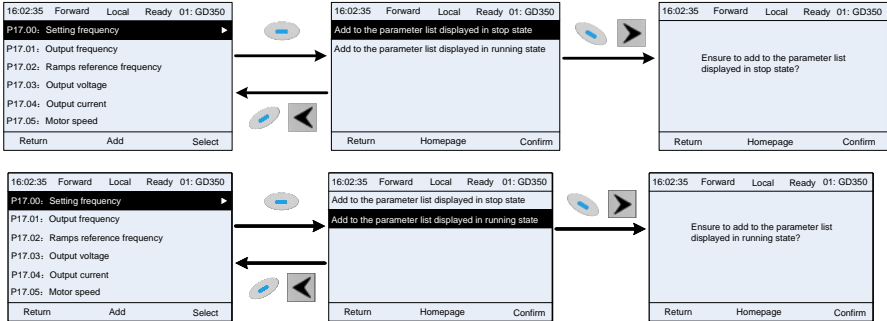 16:02:35 Forward Local Ready 01: GD350
P17.00: Setting frequency
P17.01: Output frequency
P17.02: Ramps reference frequency
P17.03: Output voltage
P17.04: Output current
P17.05: Motor speed
Return Add Select
16:02:35 Forward Local Ready 01: GD350
Add to the parameter list displayed in stop state
Add to the parameter list displayed in running state
Return Homepage Confirm
16:02:35 Forward Local Ready 01: GD350
Ensure to add to the parameter list
displayed in stop state?
Return Homepage Confirm
16:02:35 Forward Local Ready 01: GD350
P17.00: Setting frequency
P17.01: Output frequency
P17.02: Ramps reference frequency
P17.03: Output voltage
P17.04: Output current
P17.05: Motor speed
Return Add Select
16:02:35 Forward Local Ready 01: GD350
Add to the parameter list displayed in stop state
Add to the parameter list displayed in running state
Return Homepage Confirm
16:02:35 Forward Local Ready 01: GD350
Ensure to add to the parameter list
displayed in running state?
Return Homepage Confirm